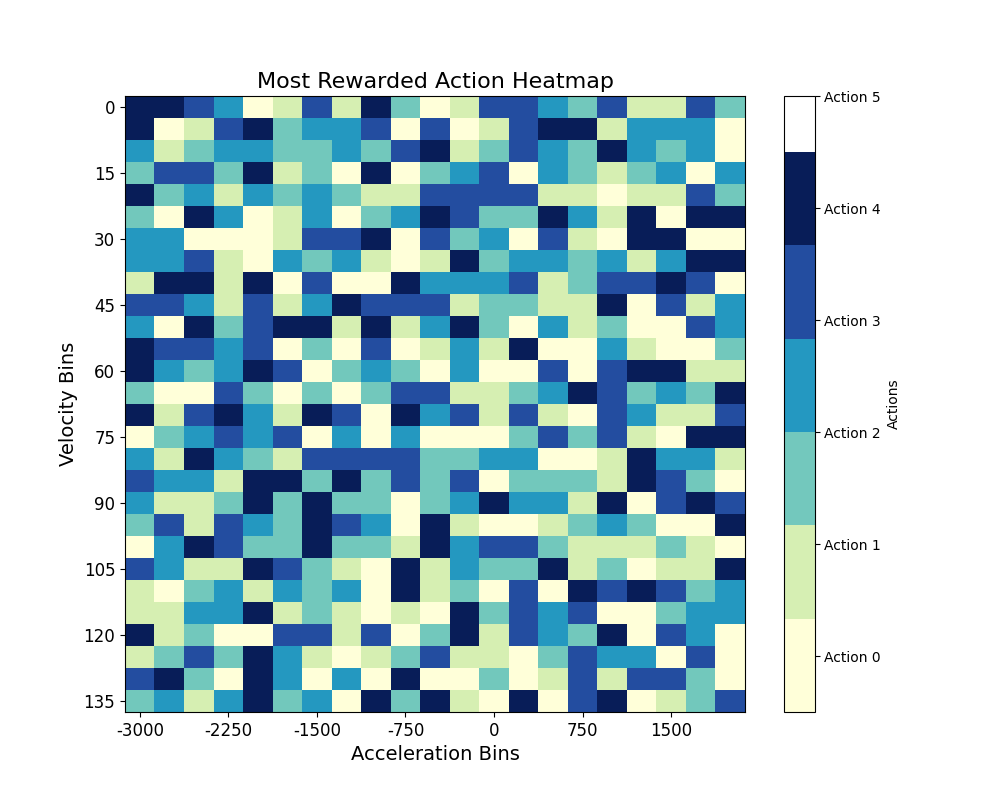 Most Rewarded Action Heatmap
Velocity Bins
0
15
30
45
60
75
90
105
120
135
-3000 -2250 -1500 -750 0 750 1500
Acceleration Bins
Action 5
Action 4
Action 3
Action 2
Action 1
Action 0
Actions